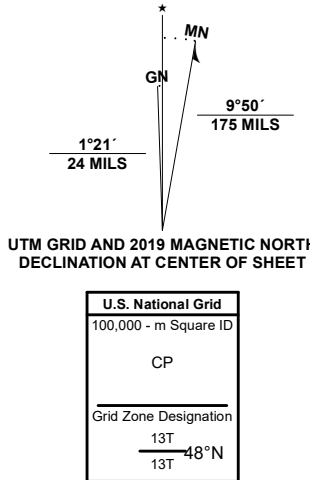 ★
MN
GN
9°50´
175 MILS
1°21´
24 MILS
UTM GRID AND 2019 MAGNETIC NORTH
DECLINATION AT CENTER OF SHEET
U.S. National Grid
100,000 - m Square ID
CP
Grid Zone Designation
13T
48°N
13T